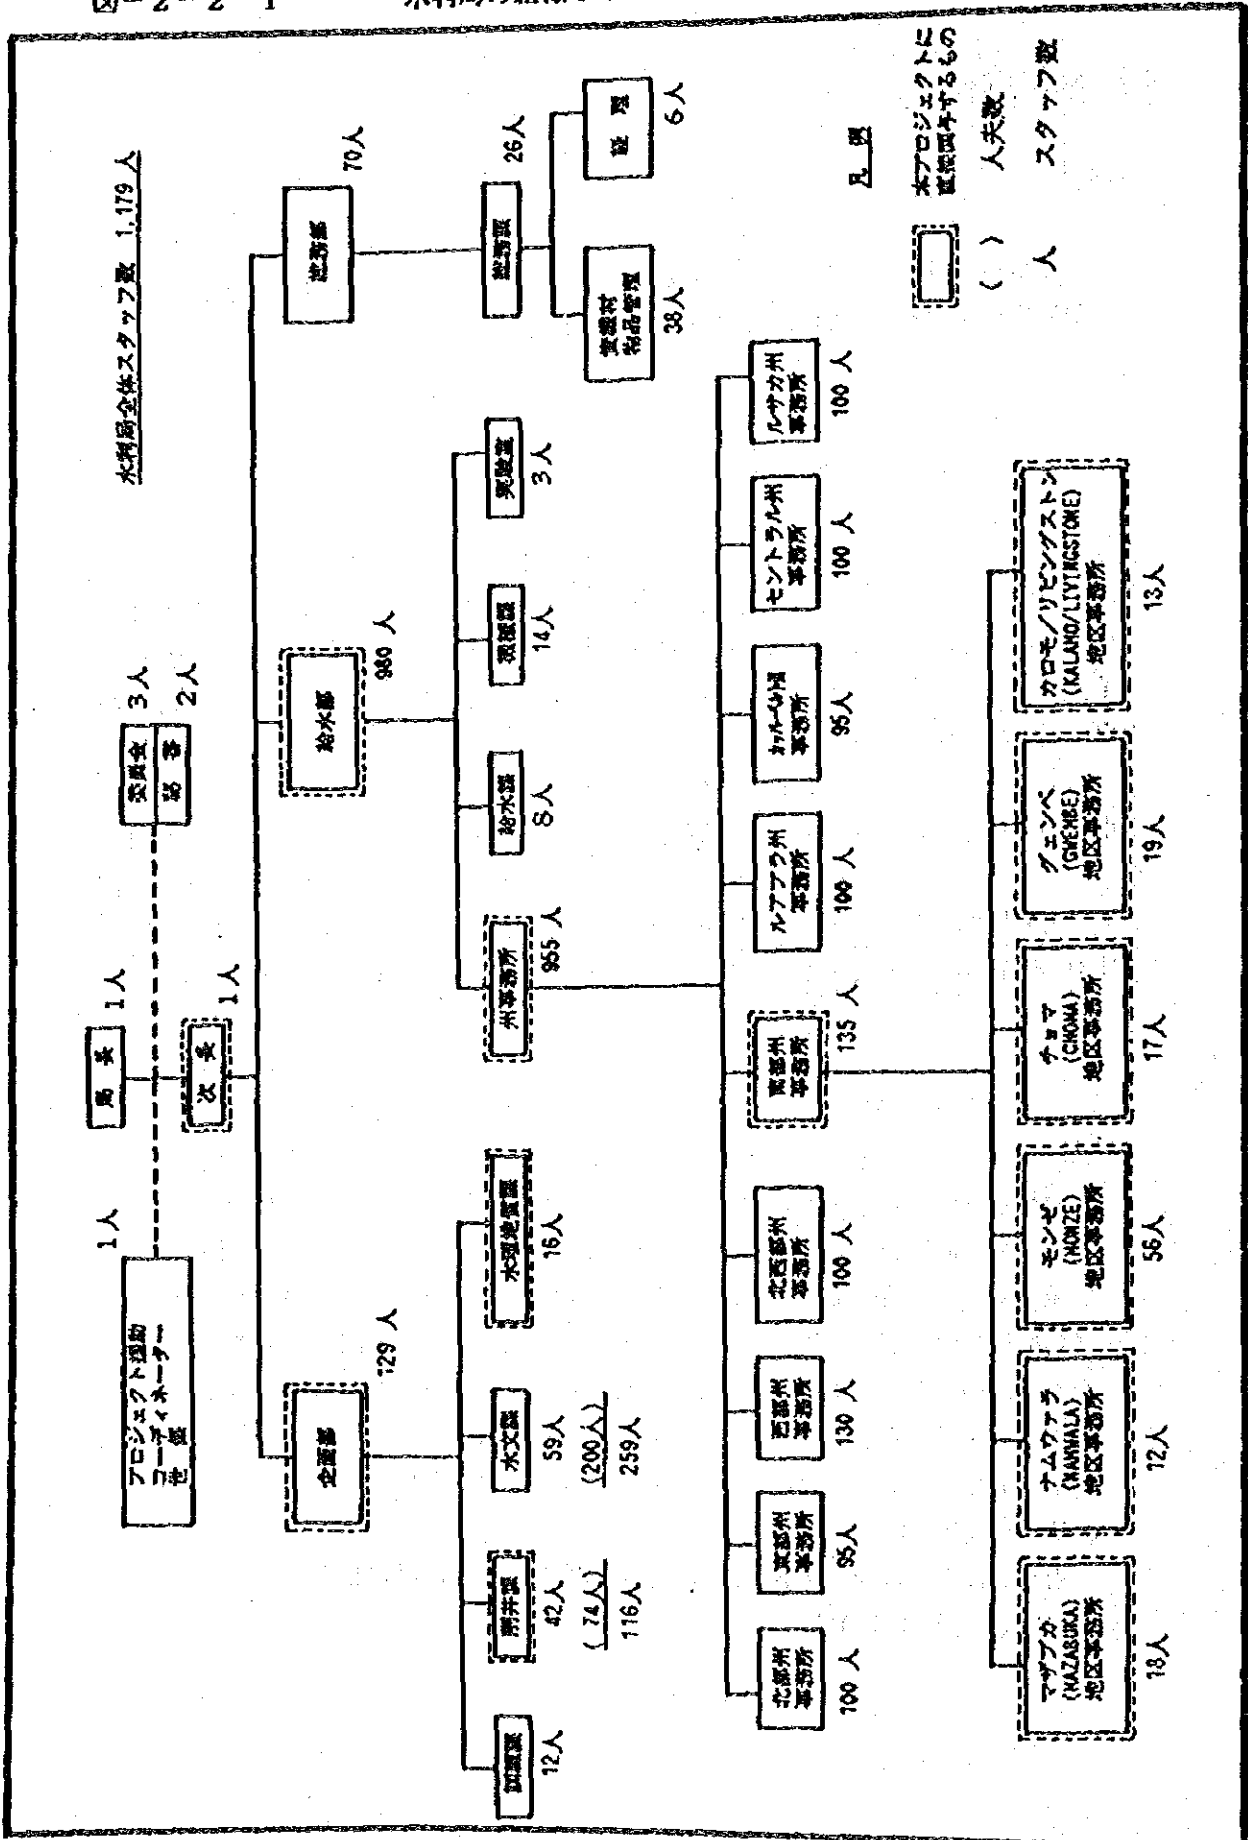 図-2-2-1
水利局全体スタッフ数 1,179 人
局 長
1人
委員会
3人
秘 書
2人
プロジェクト援助
コーディネーター
1人
次 長
1人
企画部
129 人
給水部
980 人
総務部
70人
12人
削井課
42人
(74人)
116人
水文課
59人
(200人)
259人
水理地質課
16人
州事務所
955 人
給水課
8人
機械課
14人
実験室
3人
総務課
26人
資機材
物品管理
38人
経 理
6人
北部州
事務所
100 人
東部州
事務所
95人
西部州
事務所
130 人
北西部州
事務所
100 人
南部州
事務所
135 人
ルアプラ州
事務所
100 人
カッパーベルト州
事務所
95人
セントラル州
事務所
100 人
ルサカ州
事務所
100 人
マザブカ
(MAZABUKA)
地区事務所
18人
ナムワァラ
(NAMWALA)
地区事務所
12人
モンゼ
(MONZE)
地区事務所
56人
チョマ
(CHOMA)
地区事務所
17人
グェンベ
(GWEMBE)
地区事務所
19人
カロモ/リビングストン
(KALAMO/LIVINGSTONE)
地区事務所
13人
凡 例
本プロジェクトに
直接関与するもの
( ) 人夫数
人 スタッフ数